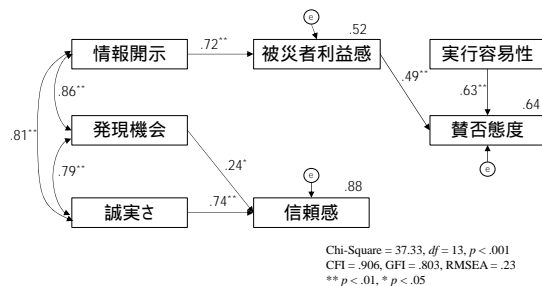 e
.52
情報開示
.72**
被災者利益感
実行容易性
.49**
.86**
.63**
.64
.81**
発現機会
賛否態度
.24*
e
e
.79**
.88
誠実さ
.74**
信頼感
Chi-Square = 37.33, df = 13, p < .001
CFI = .906, GFI = .803, RMSEA = .23
** p < .01, * p < .05